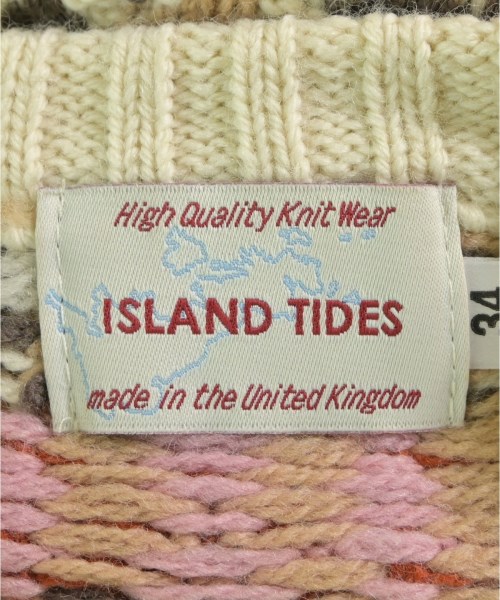 High Quality Knit Wear
ISLAND TIDES
made in the United Kingdom
34